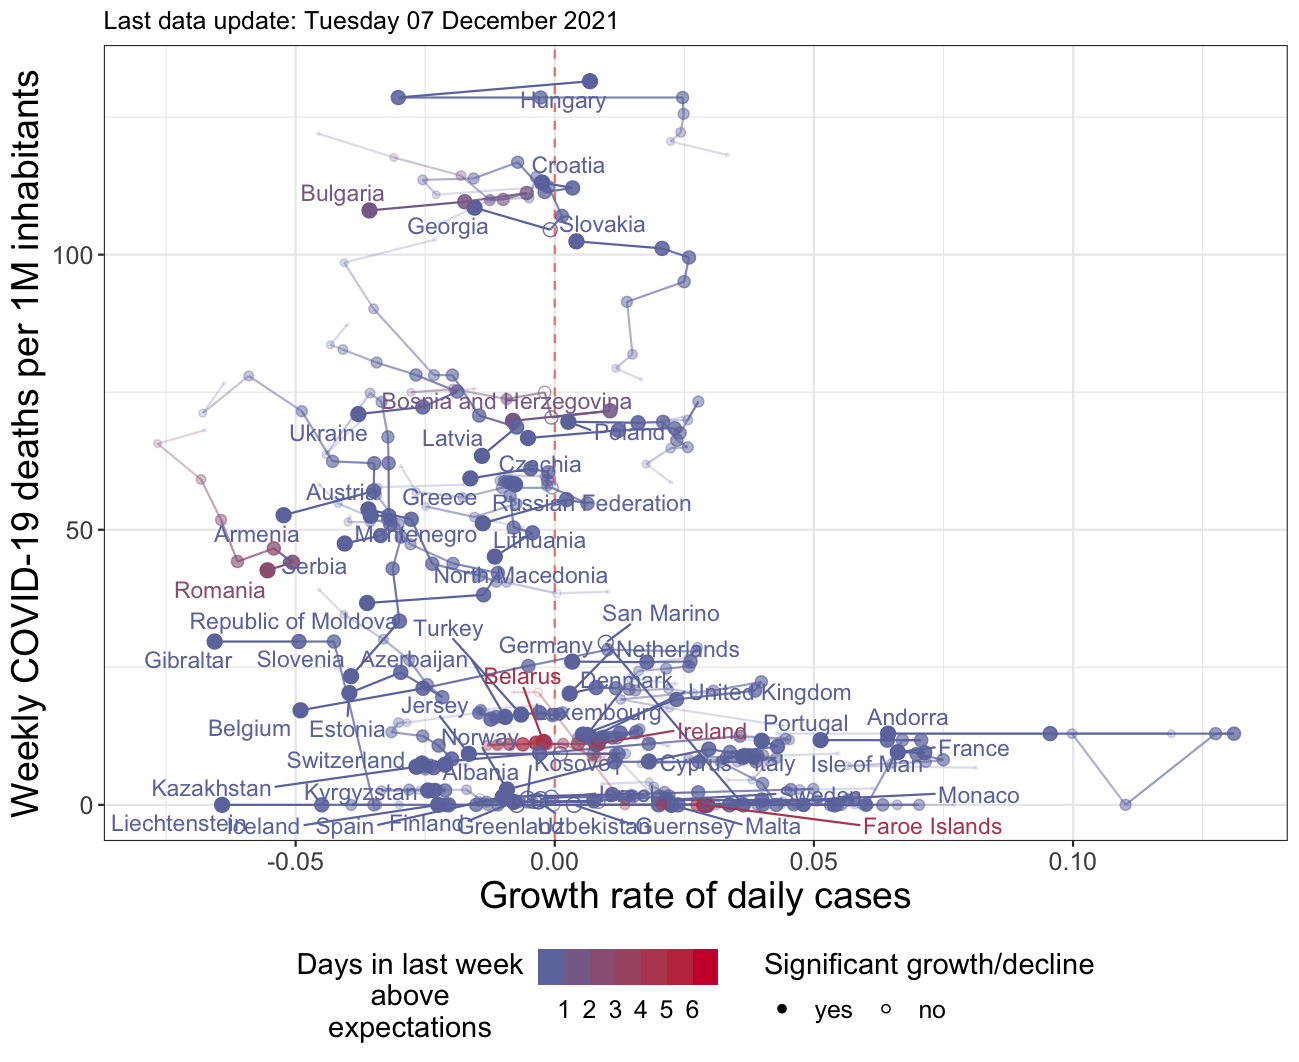 Last data update: Tuesday 07 December 2021
Weekly COVID-19 deaths per 1M inhabitants
Hungary
Croatia
Bulgaria
Georgia
Slovakia
100
Bosnia and Herzegovina
Ukraine
Latvia
Poland
Czechia
Austria
Greece
Russian Federation
50
Armenia
Montenegro
Lithuania
Serbia
North Macedonia
Romania
San Marino
Republic of Moldova
Turkey
Gibraltar
Slovenia
Azerbaijan
Germany
Netherlands
Belarus
Denmark
United Kingdom
Jersey
Luxembourg
Belgium
Estonia
Norway
Ireland
Portugal
Andorra
Switzerland
Albania
Kosovo
Cyprus
Italy
Isle of Man
France
Kazakhstan
Kyrgyzstan
Sweden
Monaco
0
Liechtenstein
Iceland
Spain
Finland
Greenland
Uzbekistan
Guernsey
Malta
Faroe Islands
-0.05
0.00
0.05
0.10
Growth rate of daily cases
Days in last week
above
expectations
1 2 3 4 5 6
Significant growth/decline
yes
no